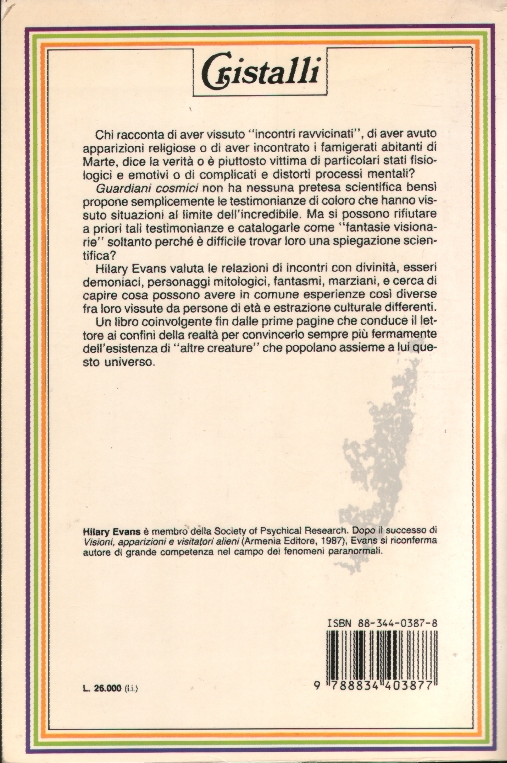 Cristalli
Chi racconta di aver vissuto "incontri ravvicinati", di aver avuto
apparizioni religiose o di aver incontrato i famigerati abitanti di
Marte, dice la verità o è piuttosto vittima di particolari stati fisio-
logici e emotivi o di complicati e distorti processi mentali?
Guardiani cosmici non ha nessuna pretesa scientifica bensì
propone semplicemente le testimonianze di coloro che hanno vis-
suto situazioni al limite dell'incredibile. Ma si possono rifiutare
a priori tali testimonianze e catalogarle come "fantasie visiona-
rie" soltanto perché è difficile trovar loro una spiegazione scien-
tifica?
Hilary Evans valuta le relazioni di incontri con divinità, esseri
demoniaci, personaggi mitologici, fantasmi, marziani, e cerca di
capire cosa possono avere in comune esperienze così diverse
fra loro vissute da persone di età e estrazione culturale differenti.
Un libro coinvolgente fin dalle prime pagine che conduce il let-
tore ai confini della realtà per convincerlo sempre più fermamente
dell'esistenza di "altre creature" che popolano assieme a lui que-
sto universo.
Hilary Evans è membro della Society of Psychical Research. Dopo il successo di
Visioni, apparizioni e visitatori alieni (Armenia Editore, 1987), Evans si riconferma
autore di grande competenza nel campo dei fenomeni paranormali.
ISBN 88-344-0387-8
9 788834 403877
L. 26.000 (i.i.)